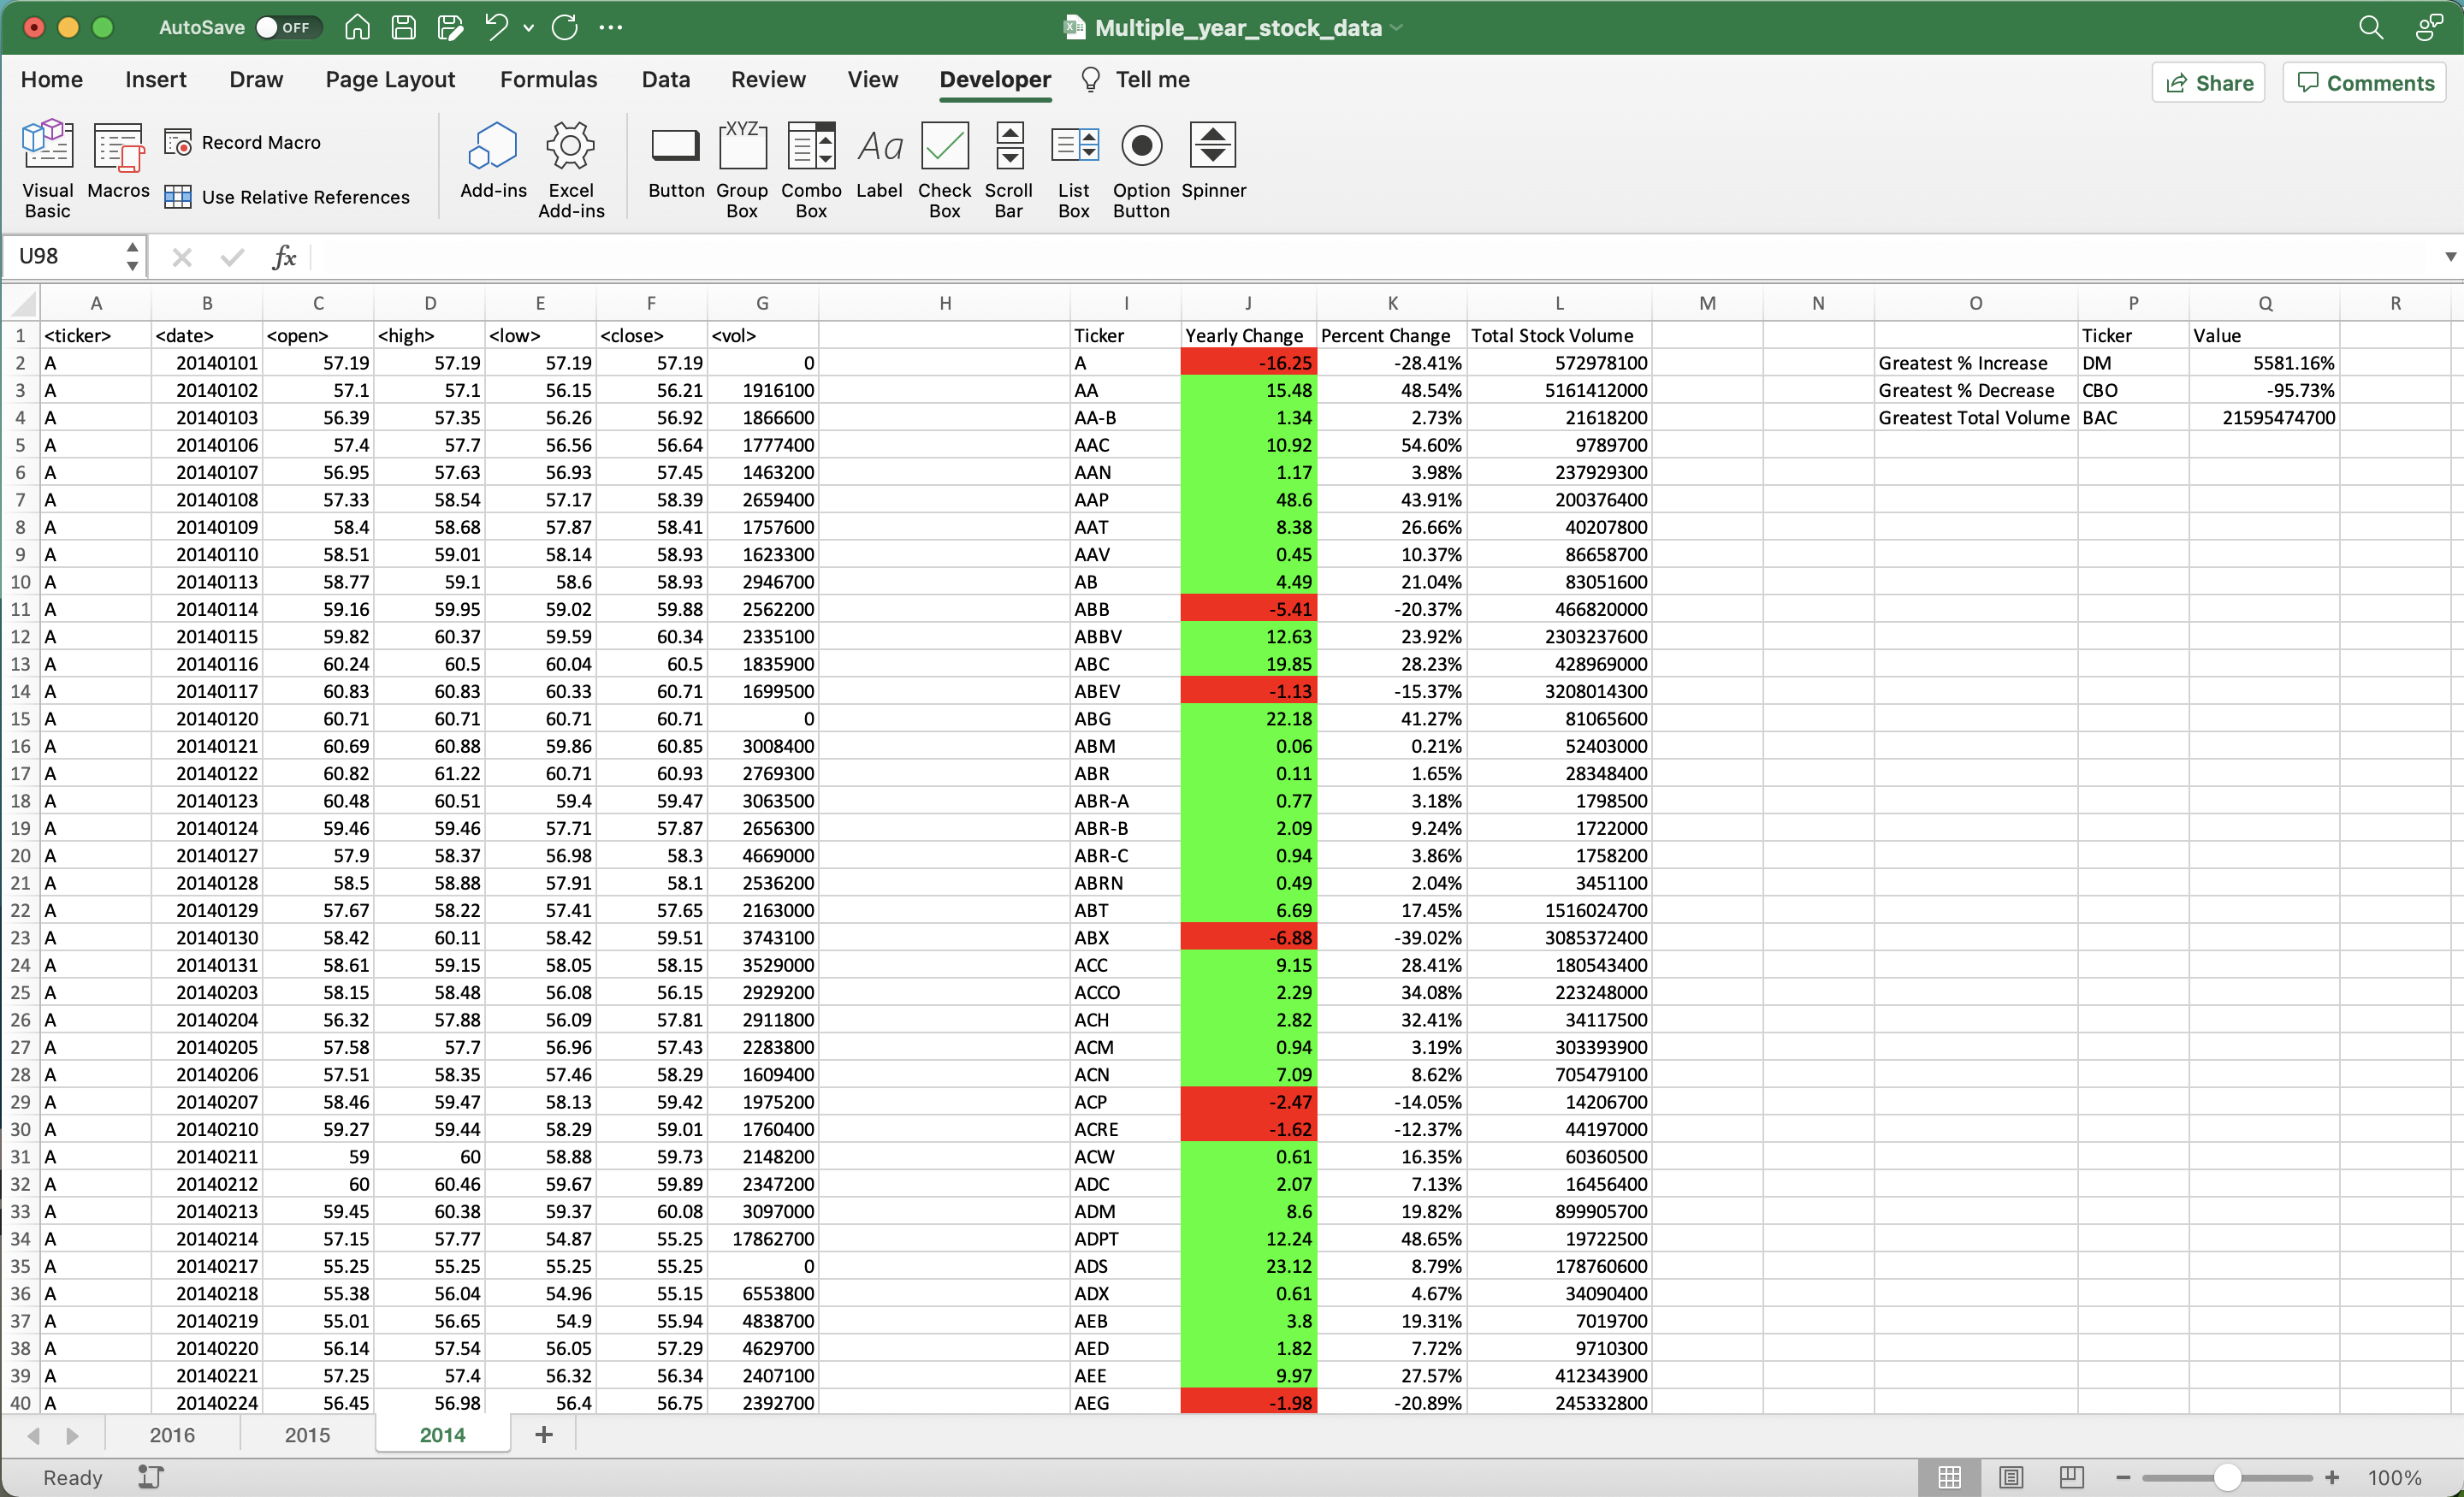 AutoSave OFF Multiple_year_stock_data
Home Insert Draw Page Layout Formulas Data Review View Developer Tell me Share Comments
Visual Basic Macros Record Macro Use Relative References Add-ins Excel Add-ins Button Group Box Combo Box Label Check Box Scroll Bar List Box Option Button Spinner
XYZ Aa
U98 fx
A B C D E F G H I J K L M N O P Q R
1 <ticker> <date> <open> <high> <low> <close> <vol> Ticker Yearly Change Percent Change Total Stock Volume Ticker Value
2 A 20140101 57.19 57.19 57.19 57.19 0 A -16.25 -28.41% 572978100 Greatest % Increase DM 5581.16%
3 A 20140102 57.1 57.1 56.15 56.21 1916100 AA 15.48 48.54% 5161412000 Greatest % Decrease CBO -95.73%
4 A 20140103 56.39 57.35 56.26 56.92 1866600 AA-B 1.34 2.73% 21618200 Greatest Total Volume BAC 21595474700
5 A 20140106 57.4 57.7 56.56 56.64 1777400 AAC 10.92 54.60% 9789700
6 A 20140107 56.95 57.63 56.93 57.45 1463200 AAN 1.17 3.98% 237929300
7 A 20140108 57.33 58.54 57.17 58.39 2659400 AAP 48.6 43.91% 200376400
8 A 20140109 58.4 58.68 57.87 58.41 1757600 AAT 8.38 26.66% 40207800
9 A 20140110 58.51 59.01 58.14 58.93 1623300 AAV 0.45 10.37% 86658700
10 A 20140113 58.77 59.1 58.6 58.93 2946700 AB 4.49 21.04% 83051600
11 A 20140114 59.16 59.95 59.02 59.88 2562200 ABB -5.41 -20.37% 466820000
12 A 20140115 59.82 60.37 59.59 60.34 2335100 ABBV 12.63 23.92% 2303237600
13 A 20140116 60.24 60.5 60.04 60.5 1835900 ABC 19.85 28.23% 428969000
14 A 20140117 60.83 60.83 60.33 60.71 1699500 ABEV -1.13 -15.37% 3208014300
15 A 20140120 60.71 60.71 60.71 60.71 0 ABG 22.18 41.27% 81065600
16 A 20140121 60.69 60.88 59.86 60.85 3008400 ABM 0.06 0.21% 52403000
17 A 20140122 60.82 61.22 60.71 60.93 2769300 ABR 0.11 1.65% 28348400
18 A 20140123 60.48 60.51 59.4 59.47 3063500 ABR-A 0.77 3.18% 1798500
19 A 20140124 59.46 59.46 57.71 57.87 2656300 ABR-B 2.09 9.24% 1722000
20 A 20140127 57.9 58.37 56.98 58.3 4669000 ABR-C 0.94 3.86% 1758200
21 A 20140128 58.5 58.88 57.91 58.1 2536200 ABRN 0.49 2.04% 3451100
22 A 20140129 57.67 58.22 57.41 57.65 2163000 ABT 6.69 17.45% 1516024700
23 A 20140130 58.42 60.11 58.42 59.51 3743100 ABX -6.88 -39.02% 3085372400
24 A 20140131 58.61 59.15 58.05 58.15 3529000 ACC 9.15 28.41% 180543400
25 A 20140203 58.15 58.48 56.08 56.15 2929200 ACCO 2.29 34.08% 223248000
26 A 20140204 56.32 57.88 56.09 57.81 2911800 ACH 2.82 32.41% 34117500
27 A 20140205 57.58 57.7 56.96 57.43 2283800 ACM 0.94 3.19% 303393900
28 A 20140206 57.51 58.35 57.46 58.29 1609400 ACN 7.09 8.62% 705479100
29 A 20140207 58.46 59.47 58.13 59.42 1975200 ACP -2.47 -14.05% 14206700
30 A 20140210 59.27 59.44 58.29 59.01 1760400 ACRE -1.62 -12.37% 44197000
31 A 20140211 59 60 58.88 59.73 2148200 ACW 0.61 16.35% 60360500
32 A 20140212 60 60.46 59.67 59.89 2347200 ADC 2.07 7.13% 16456400
33 A 20140213 59.45 60.38 59.37 60.08 3097000 ADM 8.6 19.82% 899905700
34 A 20140214 57.15 57.77 54.87 55.25 17862700 ADPT 12.24 48.65% 19722500
35 A 20140217 55.25 55.25 55.25 55.25 0 ADS 23.12 8.79% 178760600
36 A 20140218 55.38 56.04 54.96 55.15 6553800 ADX 0.61 4.67% 34090400
37 A 20140219 55.01 56.65 54.9 55.94 4838700 AEB 3.8 19.31% 7019700
38 A 20140220 56.14 57.54 56.05 57.29 4629700 AED 1.82 7.72% 9710300
39 A 20140221 57.25 57.4 56.32 56.34 2407100 AEE 9.97 27.57% 412343900
40 A 20140224 56.45 56.98 56.4 56.75 2392700 AEG -1.98 -20.89% 245332800
2016 2015 2014 +
Ready 100%